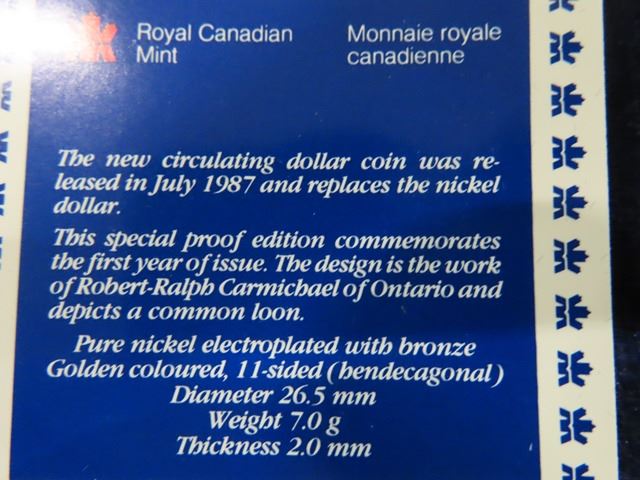 Royal Canadian Mint
Monnaie royale canadienne
The new circulating dollar coin was re-
leased in July 1987 and replaces the nickel
dollar.
This special proof edition commemorates
the first year of issue. The design is the work
of Robert-Ralph Carmichael of Ontario and
depicts a common loon.
Pure nickel electroplated with bronze
Golden coloured, 11-sided (hendecagonal)
Diameter 26.5 mm
Weight 7.0 g
Thickness 2.0 mm